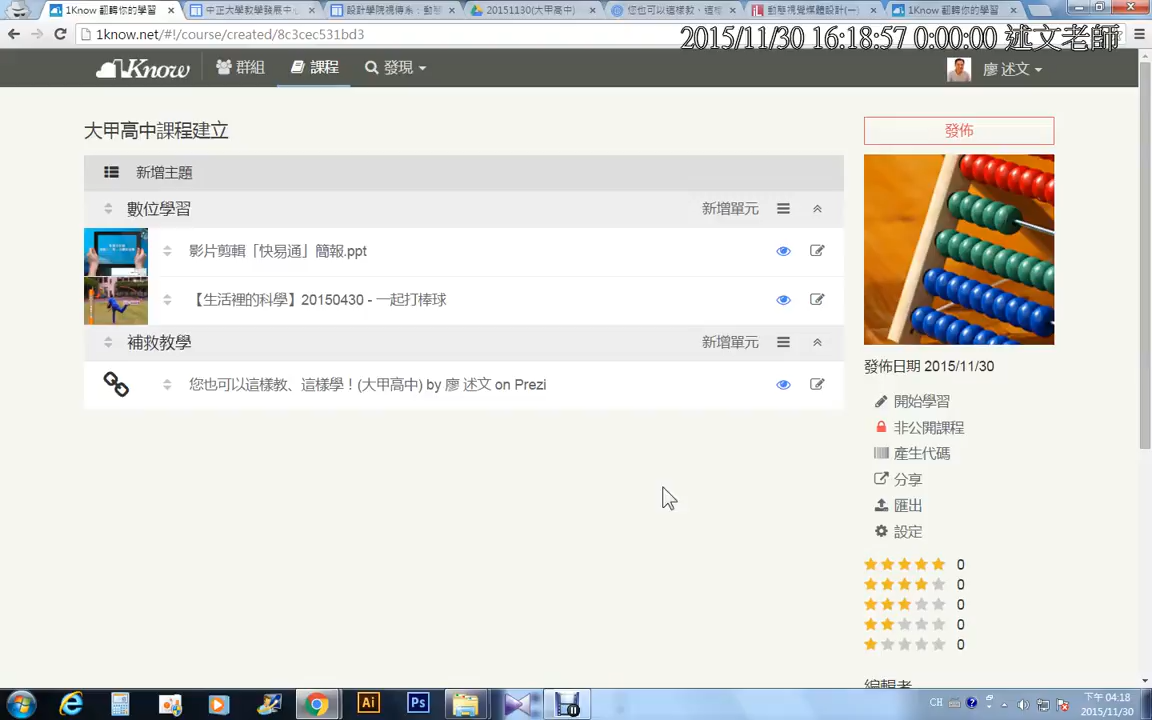 1Know 翻轉你的學習
中正大學教學發展中心
設計學院視傳系：動態
20151130(大甲高中)
您也可以這樣教、這樣
動態視覺媒體設計(一)
1Know 翻轉你的學習
1know.net/#!/course/created/8c3cec531bd3
2015/11/30 16:18:57 0:00:00 述文老師
1Know
群組
課程
發現
廖 述文
大甲高中課程建立
發佈
新增主題
數位學習
新增單元
影片剪輯「快易通」簡報.ppt
【生活裡的科學】20150430 - 一起打棒球
補救教學
新增單元
您也可以這樣教、這樣學！(大甲高中) by 廖 述文 on Prezi
發佈日期 2015/11/30
開始學習
非公開課程
產生代碼
分享
匯出
設定
0
0
0
0
0
編輯者
Ai
Ps
CH
下午 04:18
2015/11/30